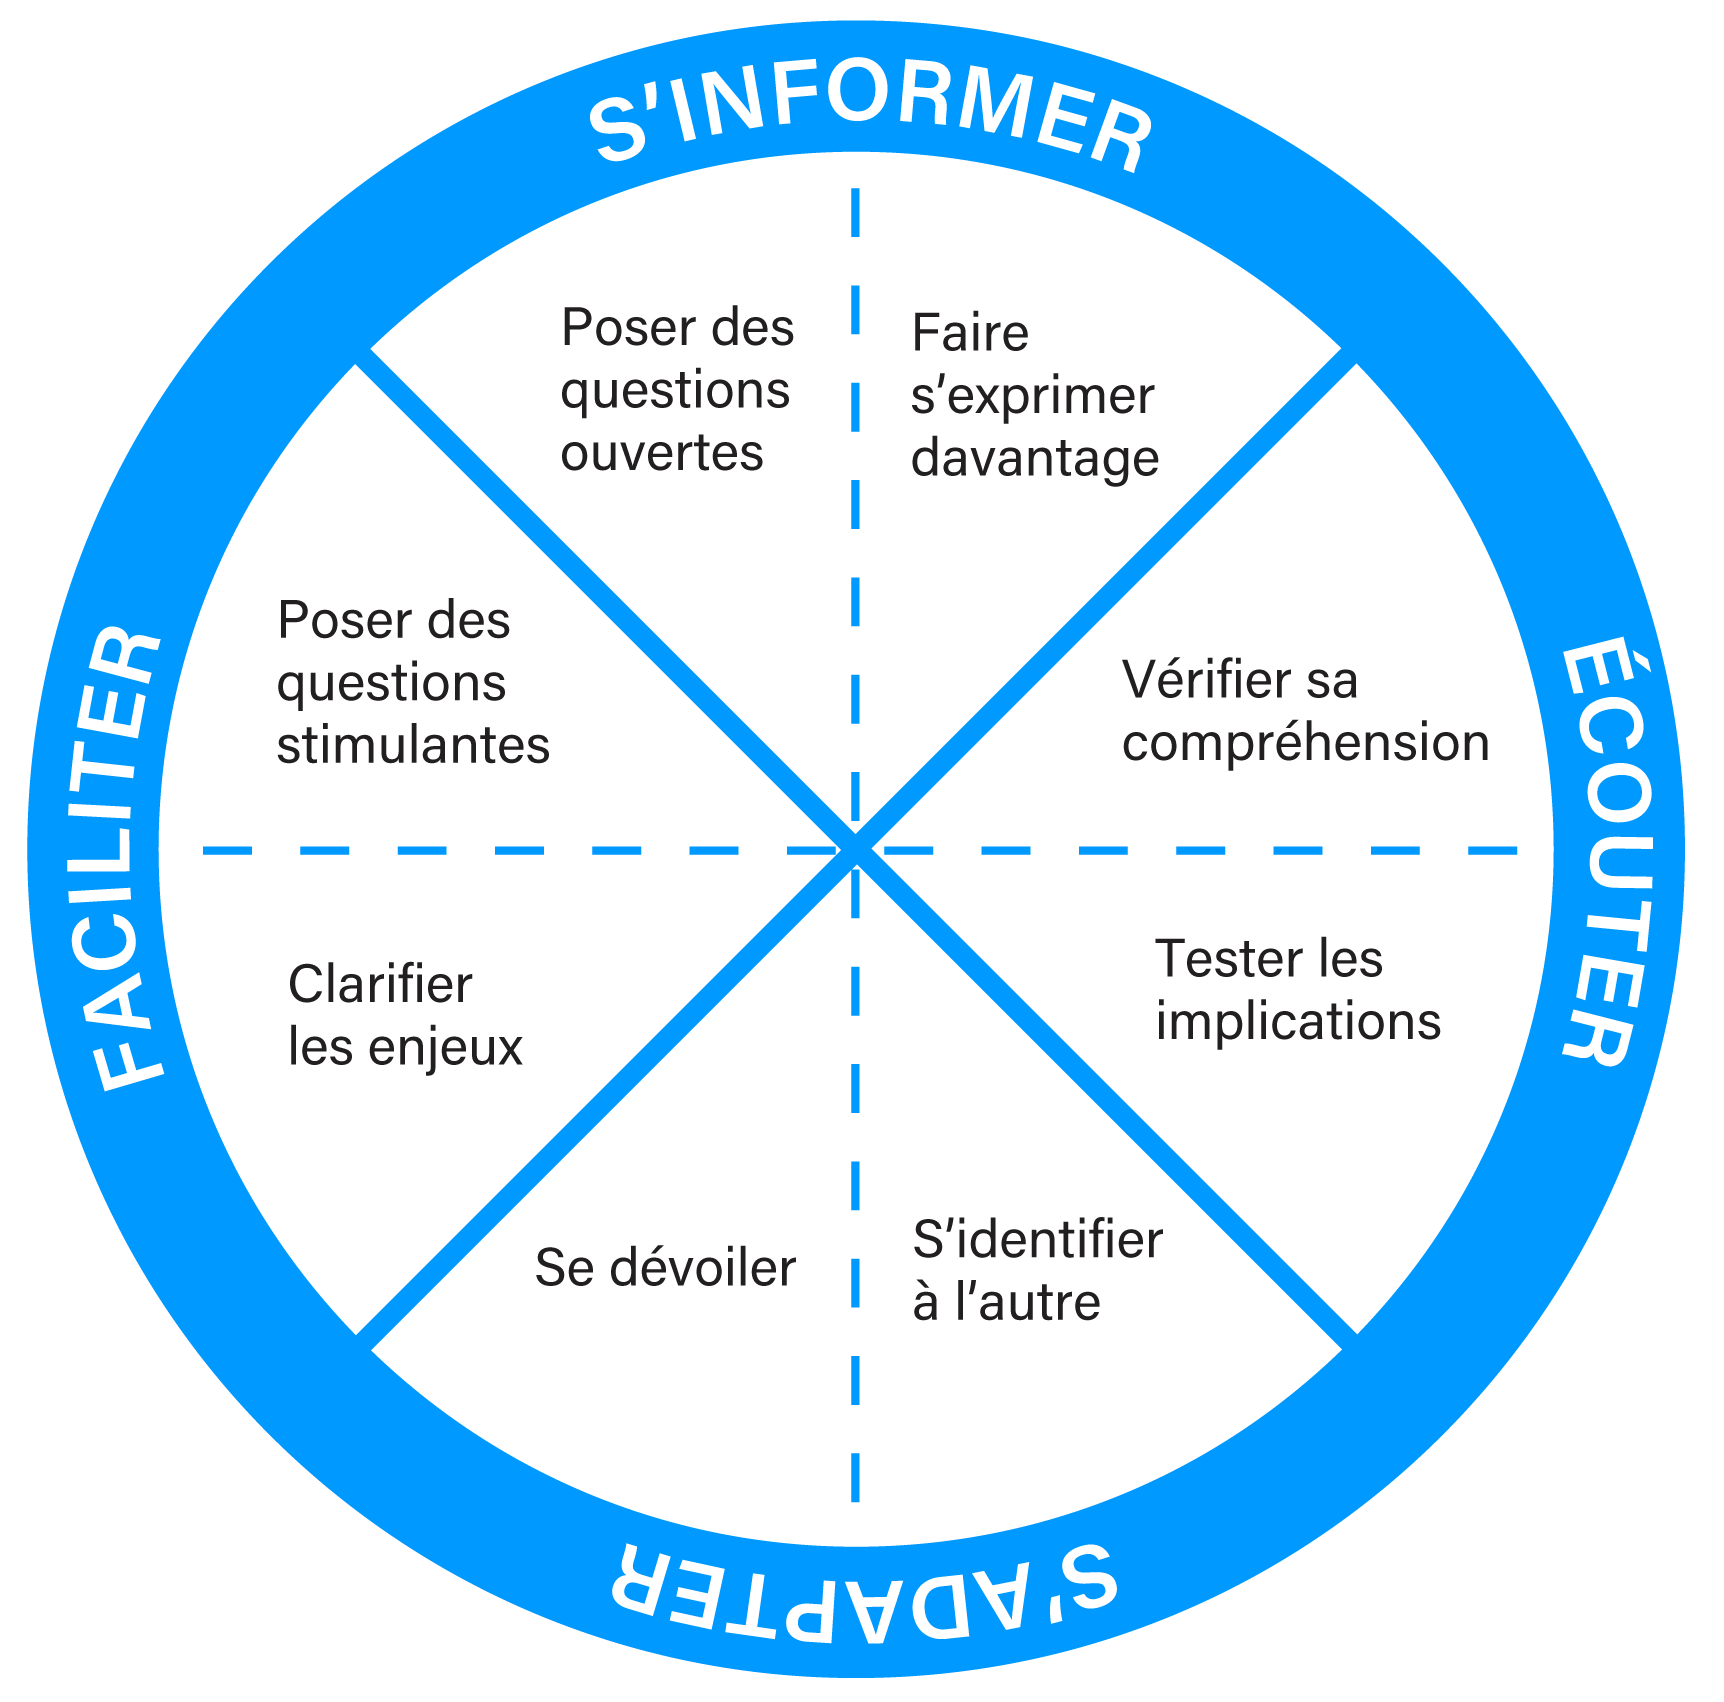 S’INFORMER
Poser des
questions
ouvertes
Faire
s’exprimer
davantage
ÉCOUTER
Vérifier sa
compréhension
Tester les
implications
S’ADAPTER
S’identifier
à l’autre
Se dévoiler
FACILITER
Clarifier
les enjeux
Poser des
questions
stimulantes